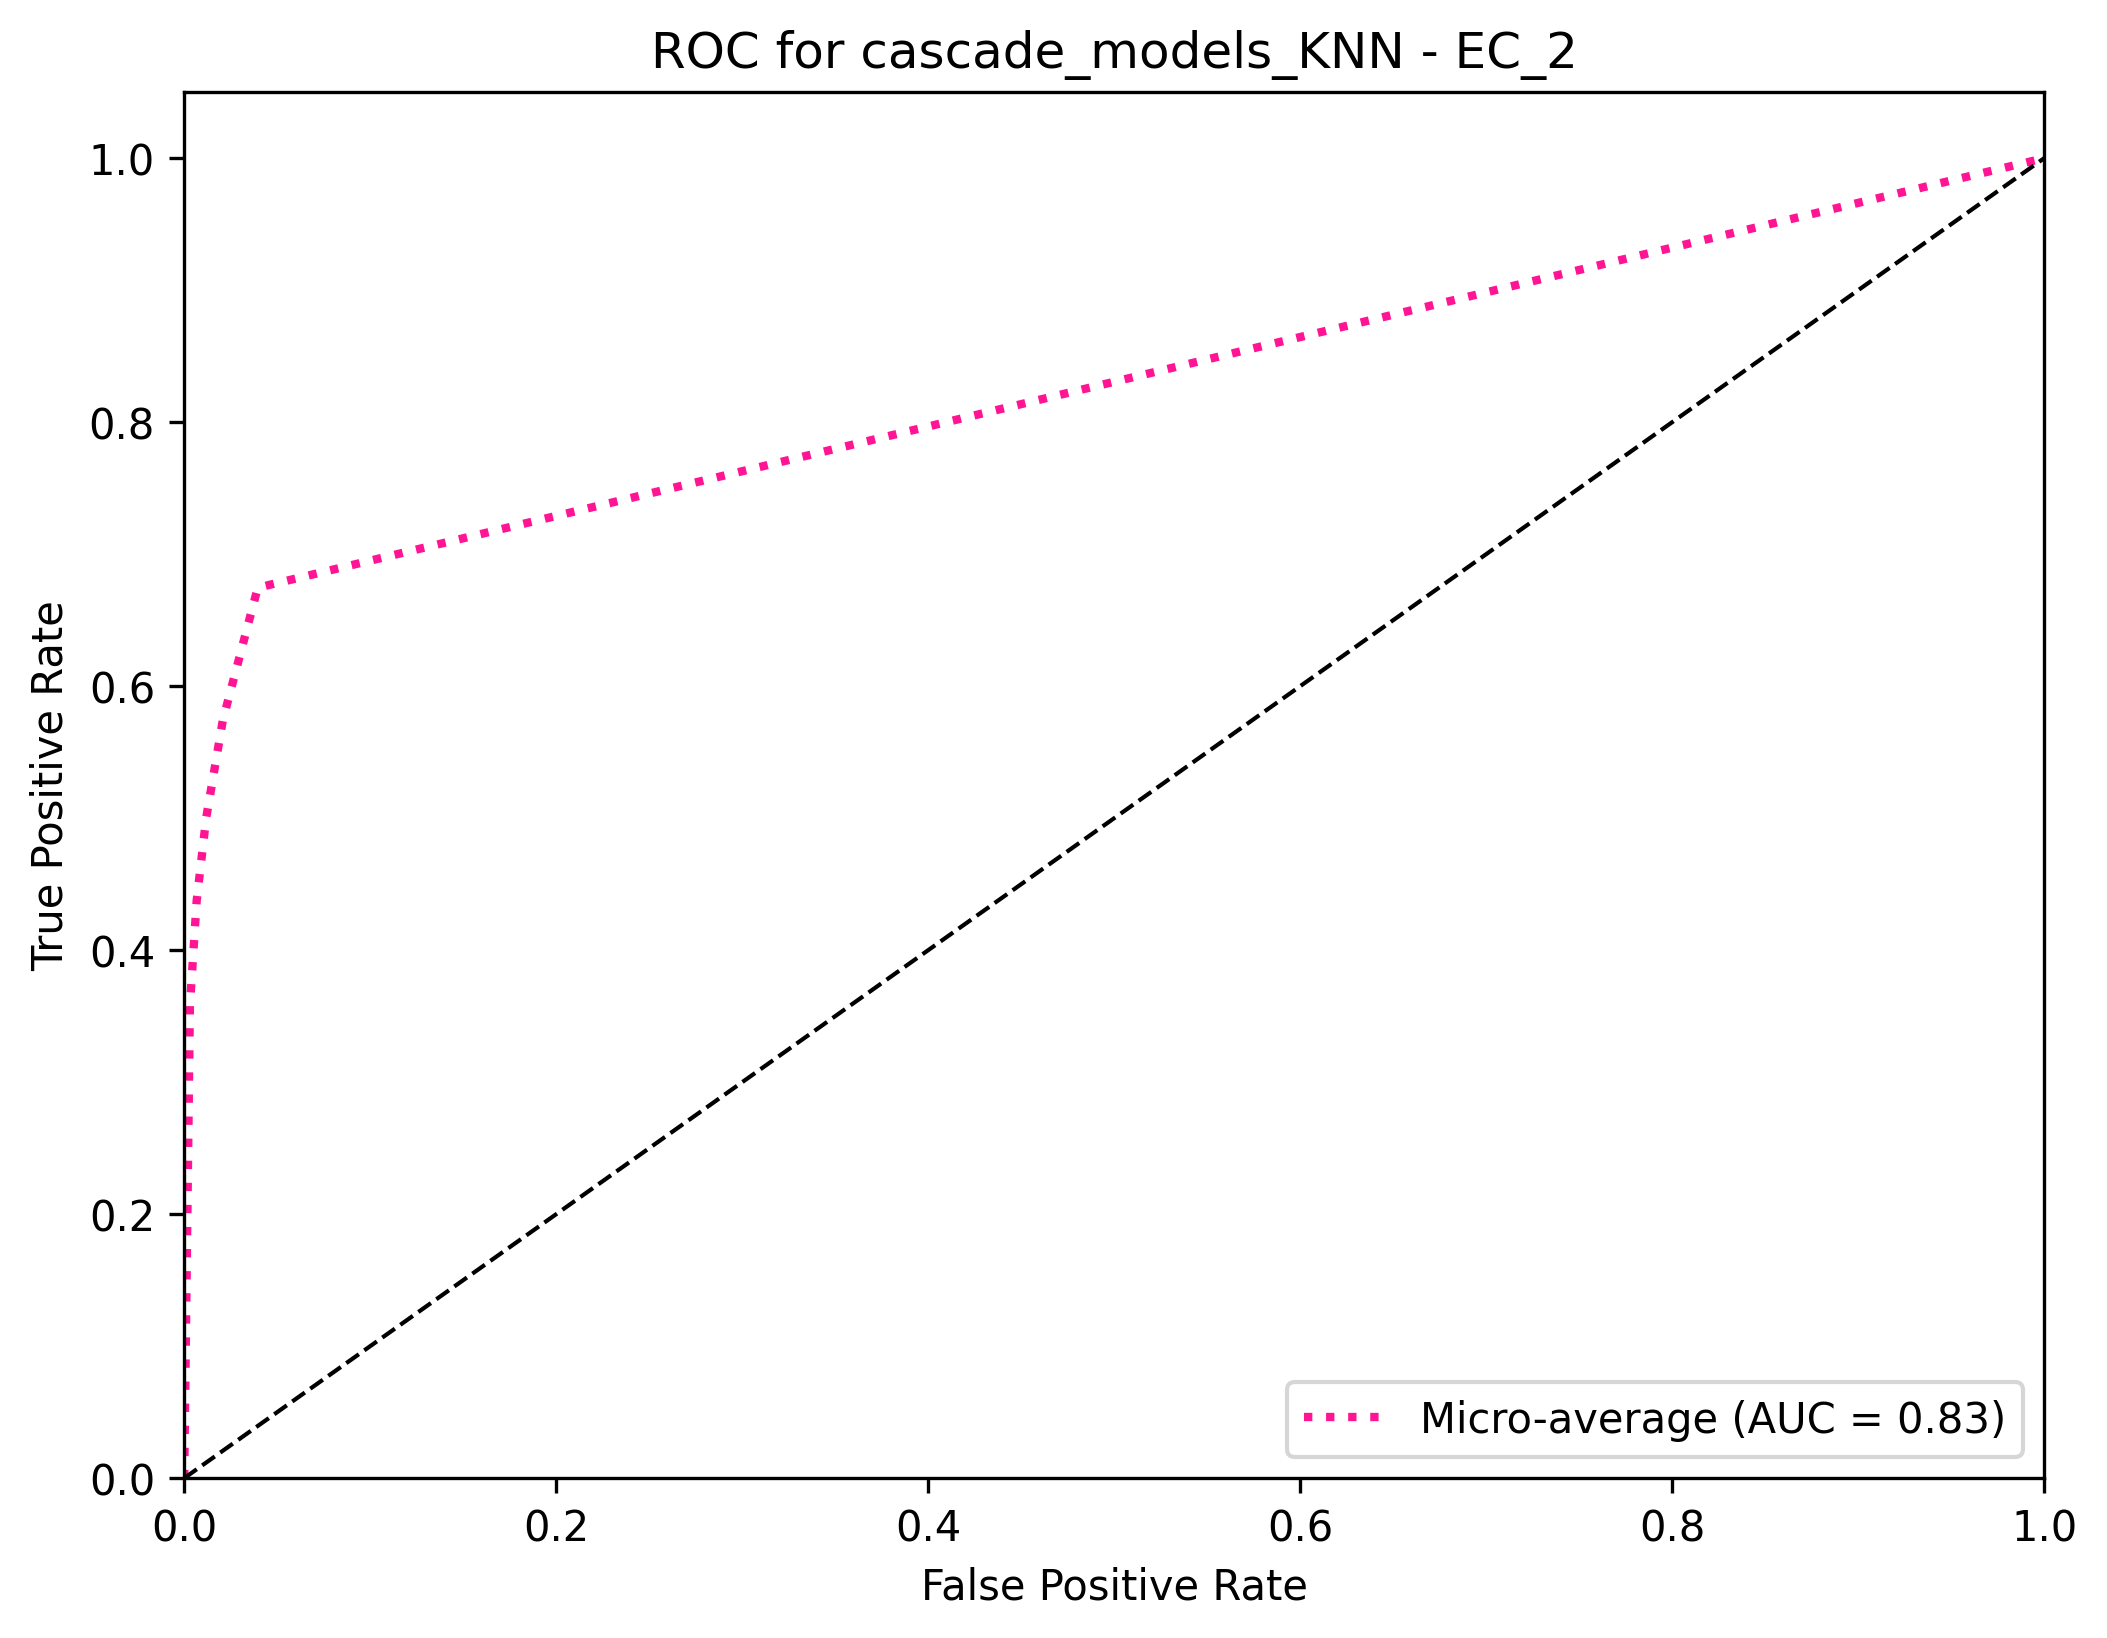 ROC for cascade_models_KNN - EC_2
1.0
0.8
0.6
0.4
0.2
0.0
True Positive Rate
0.0 0.2 0.4 0.6 0.8 1.0
False Positive Rate
Micro-average (AUC = 0.83)